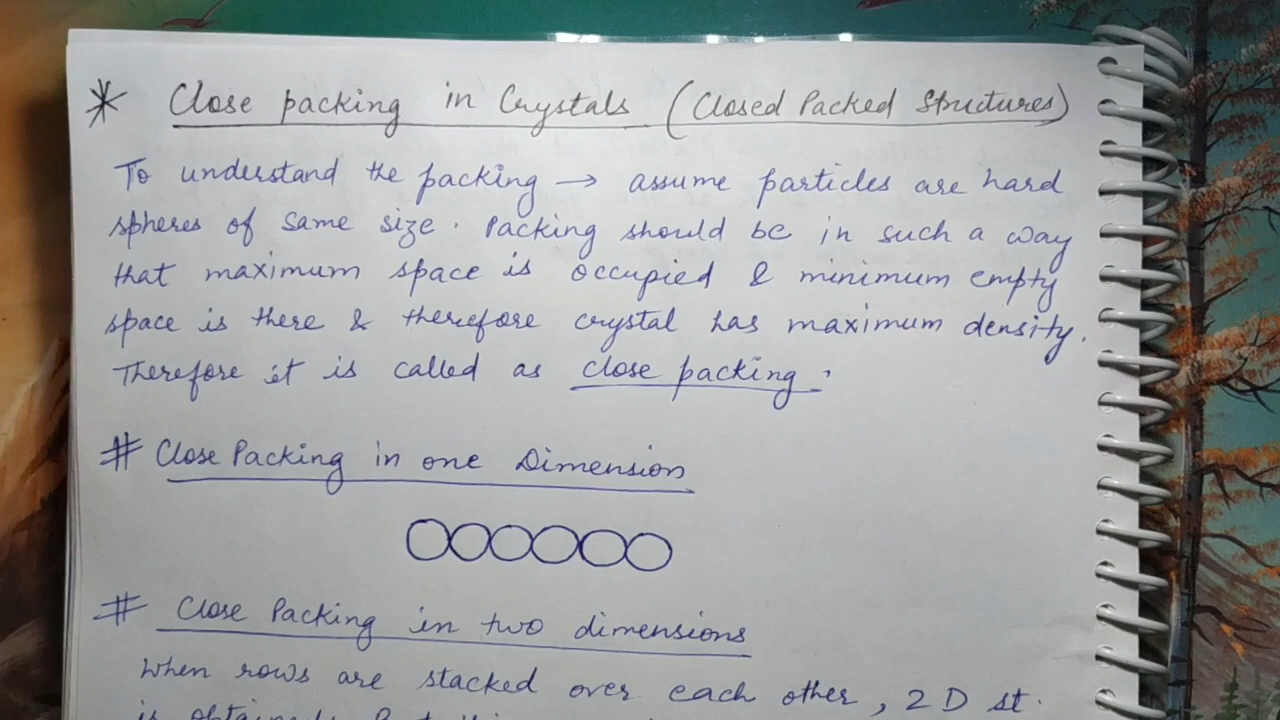 * Close packing in Crystals (Closed Packed Structures)
To understand the packing → assume particles are hard
spheres of same size. Packing should be in such a way
that maximum space is occupied & minimum empty
space is there & therefore crystal has maximum density.
Therefore it is called as close packing.
# Close Packing in one Dimension
# Close Packing in two dimensions
When rows are stacked over each other, 2D st.
is